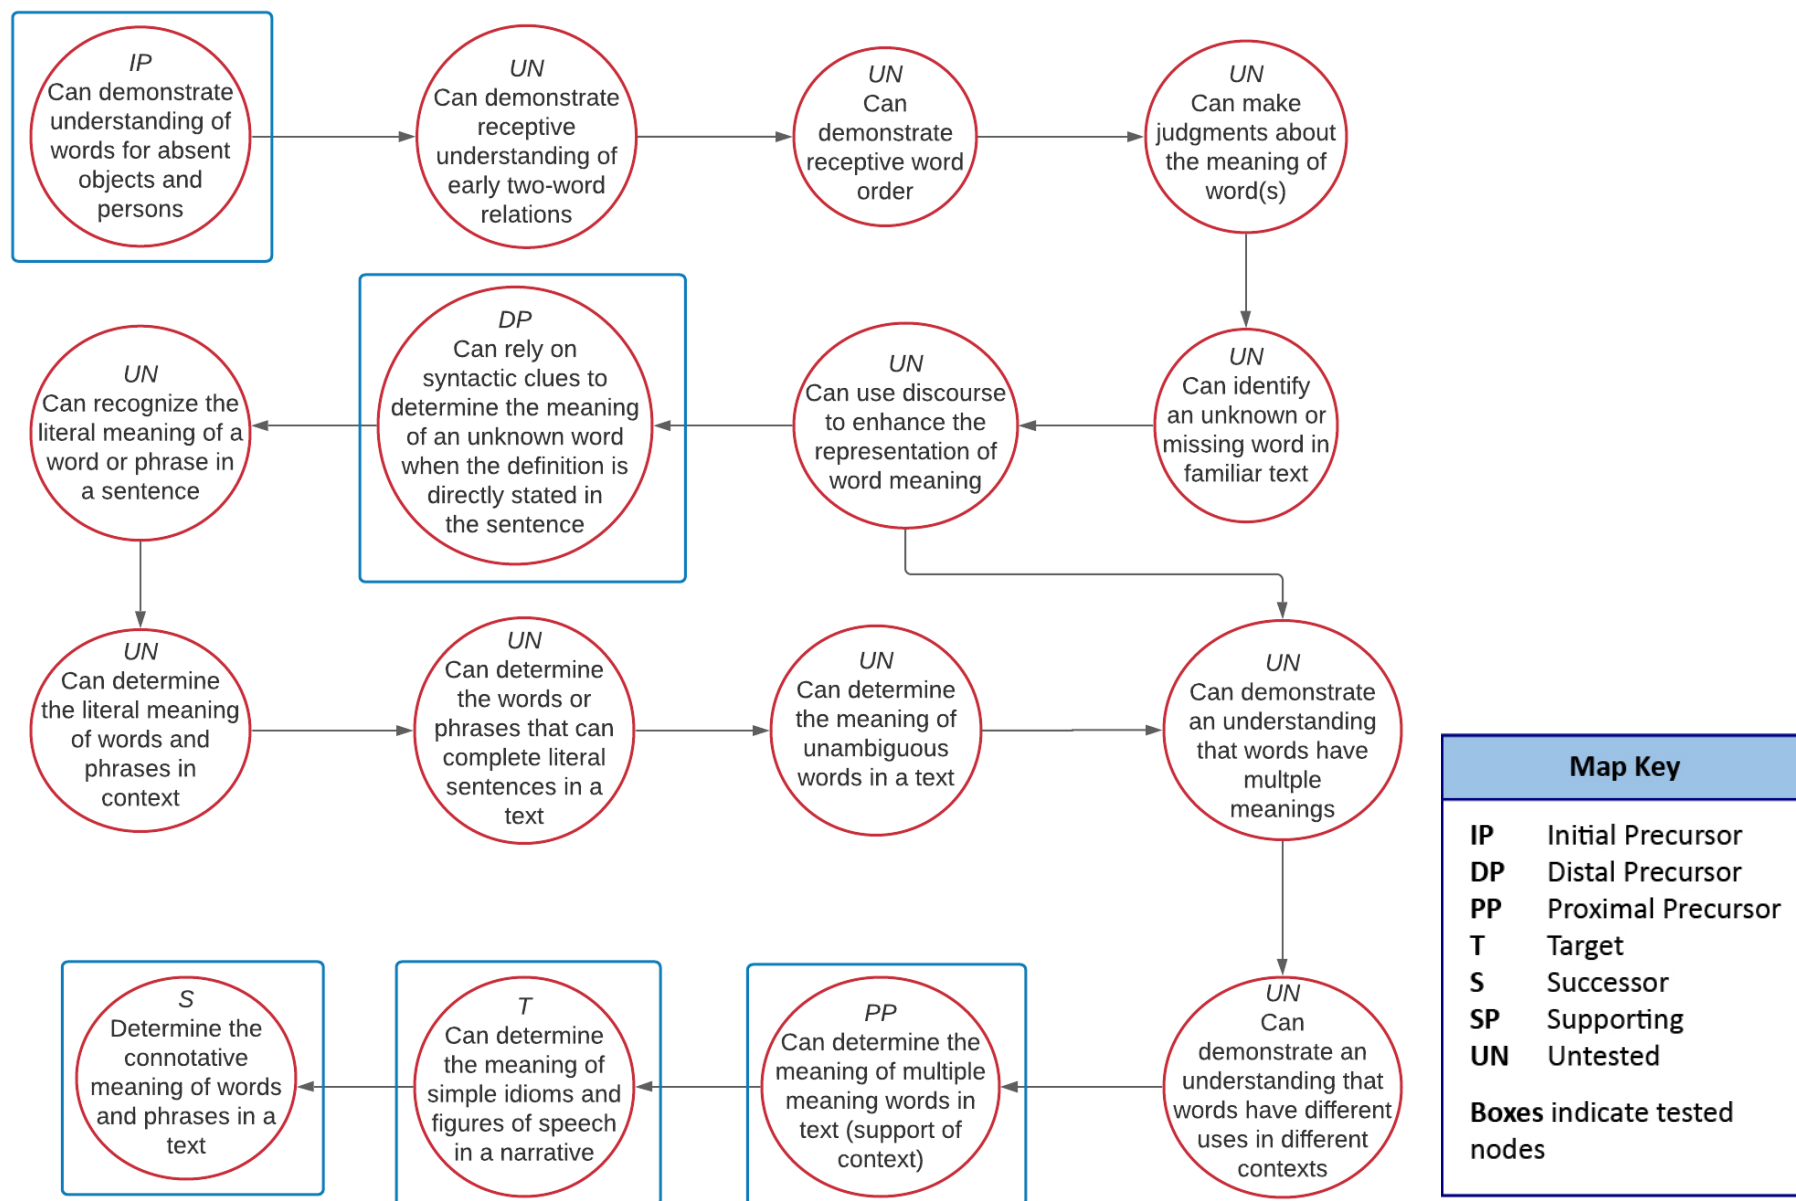 IP
Can demonstrate
understanding of
words for absent
objects and
persons
UN
Can demonstrate
receptive
understanding of
early two-word
relations
UN
Can
demonstrate
receptive word
order
UN
Can make
judgments about
the meaning of
word(s)
UN
Can recognize the
literal meaning of a
word or phrase in
a sentence
DP
Can rely on
syntactic clues to
determine the meaning
of an unknown word
when the definition is
directly stated in
the sentence
UN
Can use discourse
to enhance the
representation of
word meaning
UN
Can identify
an unknown or
missing word in
familiar text
UN
Can determine
the literal meaning
of words and
phrases in
context
UN
Can determine
the words or
phrases that can
complete literal
sentences in a
text
UN
Can determine
the meaning of
unambiguous
words in a text
UN
Can demonstrate
an understanding
that words have
multple
meanings
S
Determine the
connotative
meaning of words
and phrases in a
text
T
Can determine
the meaning of
simple idioms and
figures of speech
in a narrative
PP
Can determine the
meaning of multiple
meaning words in
text (support of
context)
UN
Can
demonstrate an
understanding that
words have different
uses in different
contexts
Map Key
IP Initial Precursor
DP Distal Precursor
PP Proximal Precursor
T Target
S Successor
SP Supporting
UN Untested
Boxes indicate tested
nodes